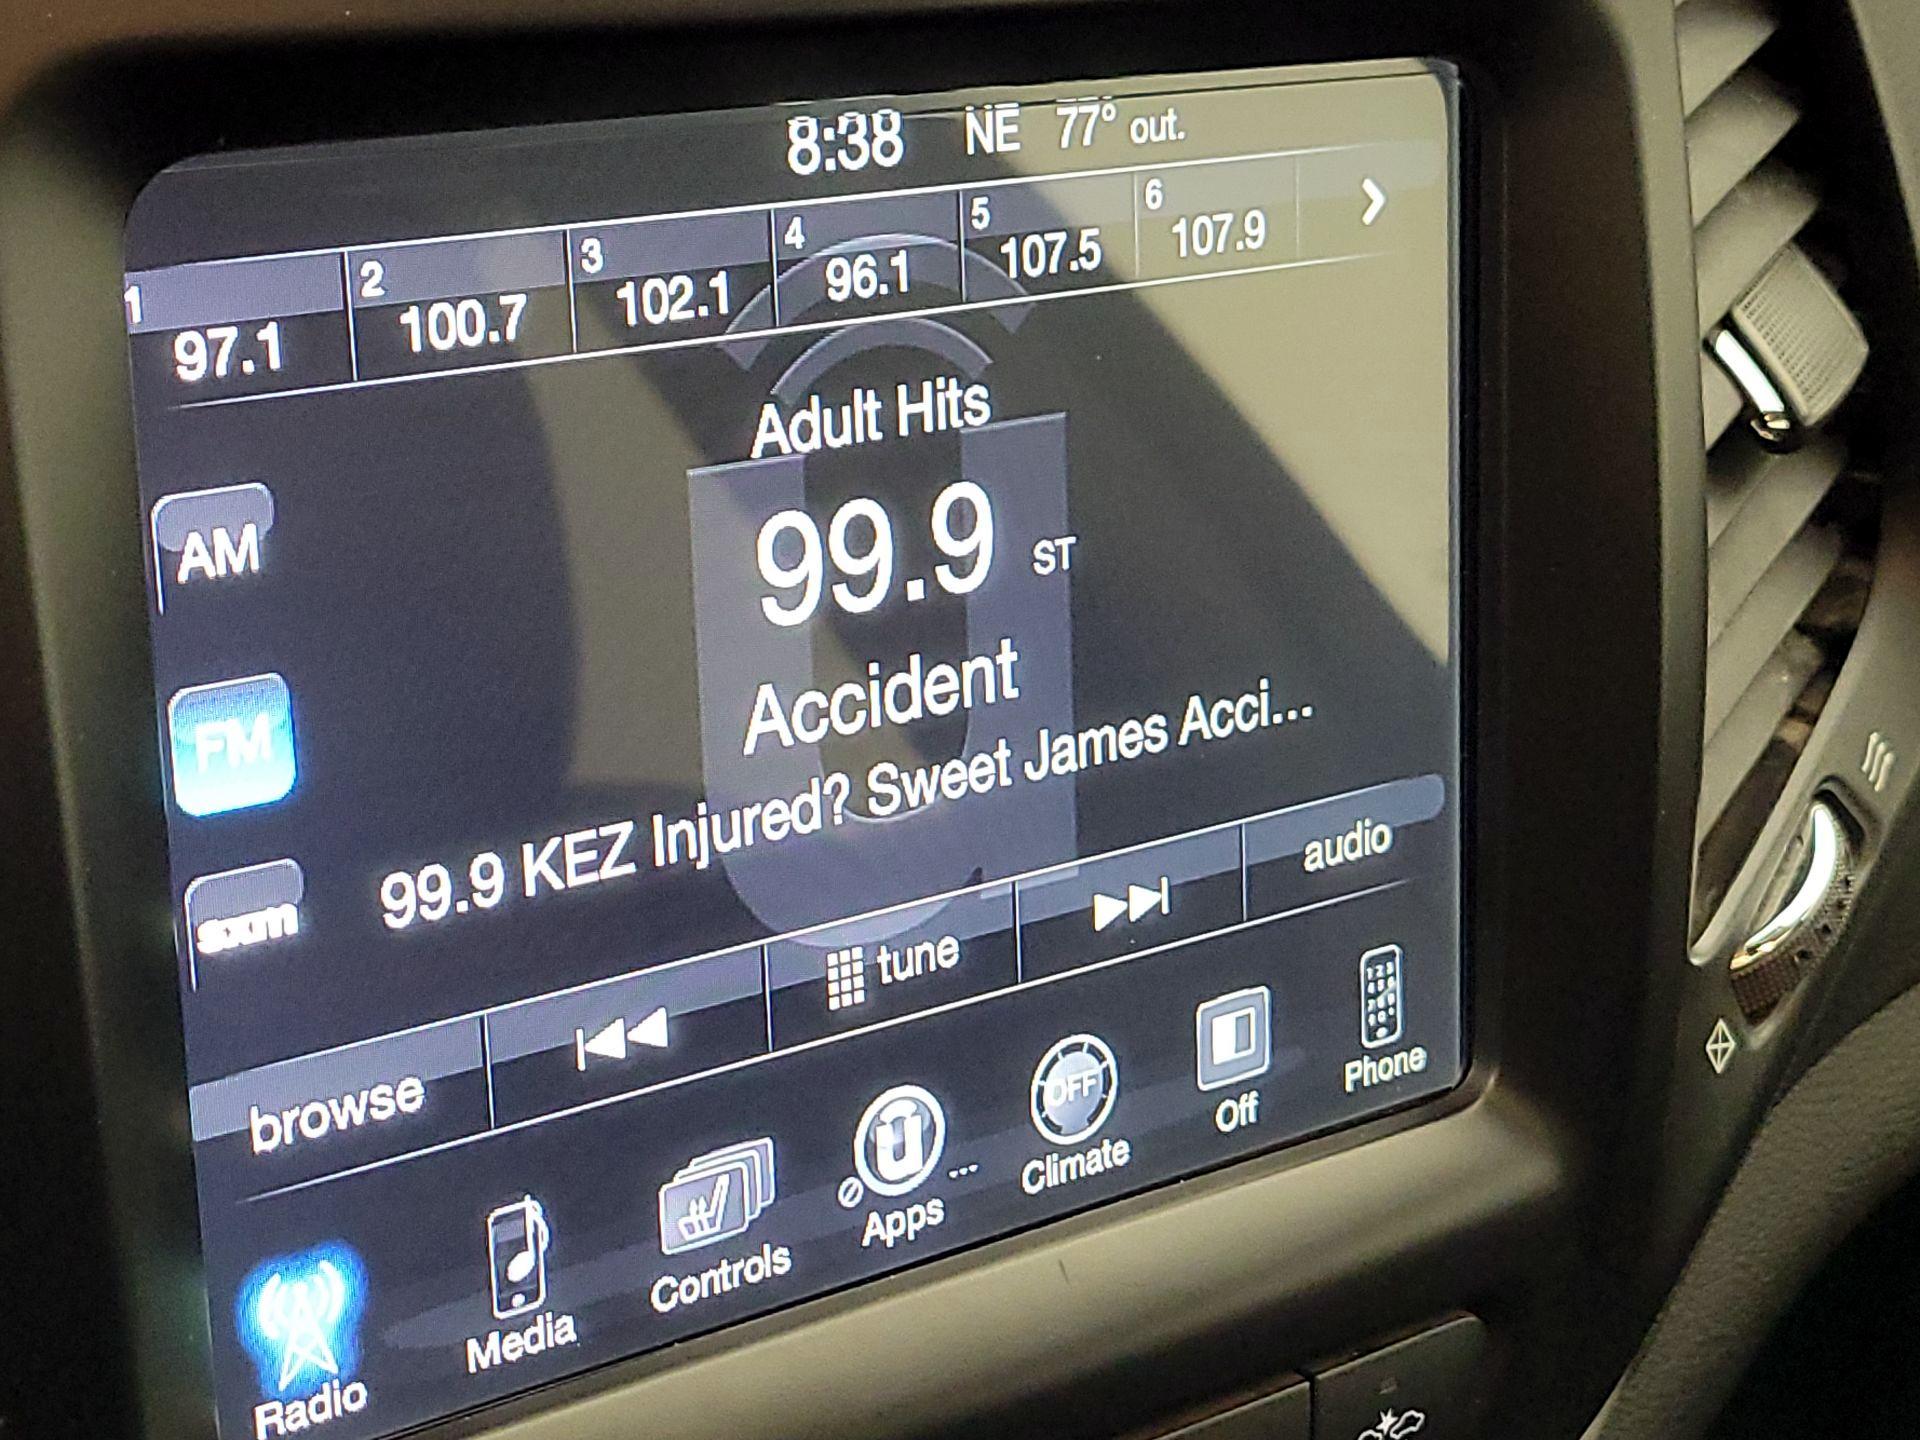 8:38 NE 77° out.
1 2 3 4 5 6
97.1 100.7 102.1 96.1 107.5 107.9
Adult Hits
AM
99.9 ST
FM
Accident
99.9 KEZ Injured? Sweet James Acci...
sxm
browse tune audio
OFF
Radio Media Controls Apps ... Climate Off Phone